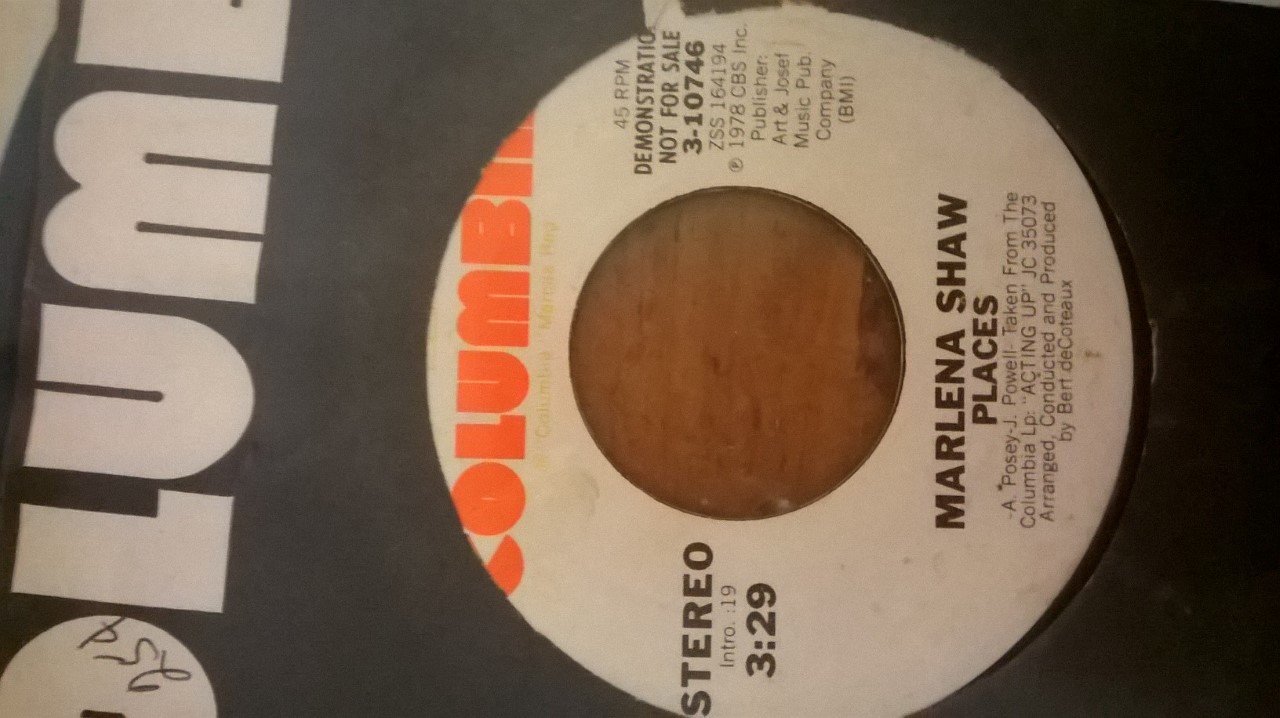 COLUMBIA
STEREO
Intro. :19
3:29
45 RPM
DEMONSTRATIO
NOT FOR SALE
3-10746
ZSS 164194
℗ 1978 CBS Inc.
Publisher:
Art & Josef
Music Pub.
Company
(BMI)
MARLENA SHAW
PLACES
-A. Posey-J. Powell- Taken From The
Columbia Lp: "ACTING UP" JC 35073
Arranged, Conducted and Produced
by Bert deCoteaux
LUM